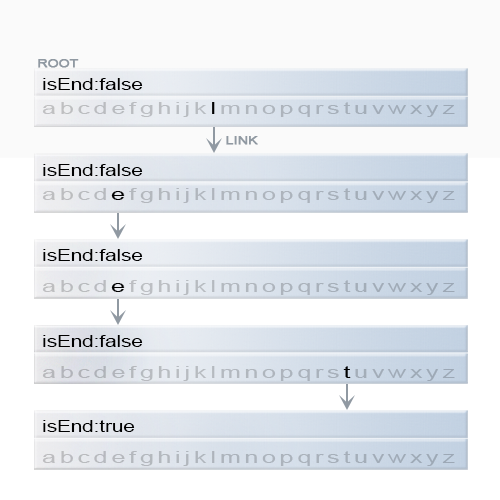 ROOT
isEnd:false
abcdefghijklmnopqrstuvwxyz
LINK
isEnd:false
abcdefghijklmnopqrstuvwxyz
isEnd:false
abcdefghijklmnopqrstuvwxyz
isEnd:false
abcdefghijklmnopqrstuvwxyz
isEnd:true
abcdefghijklmnopqrstuvwxyz